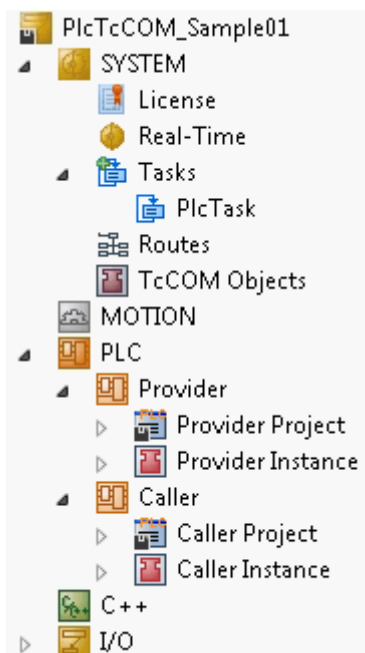 PlcTcCOM_Sample01
SYSTEM
License
Real-Time
Tasks
PlcTask
Routes
TcCOM Objects
MOTION
PLC
Provider
Provider Project
Provider Instance
Caller
Caller Project
Caller Instance
C++
I/O